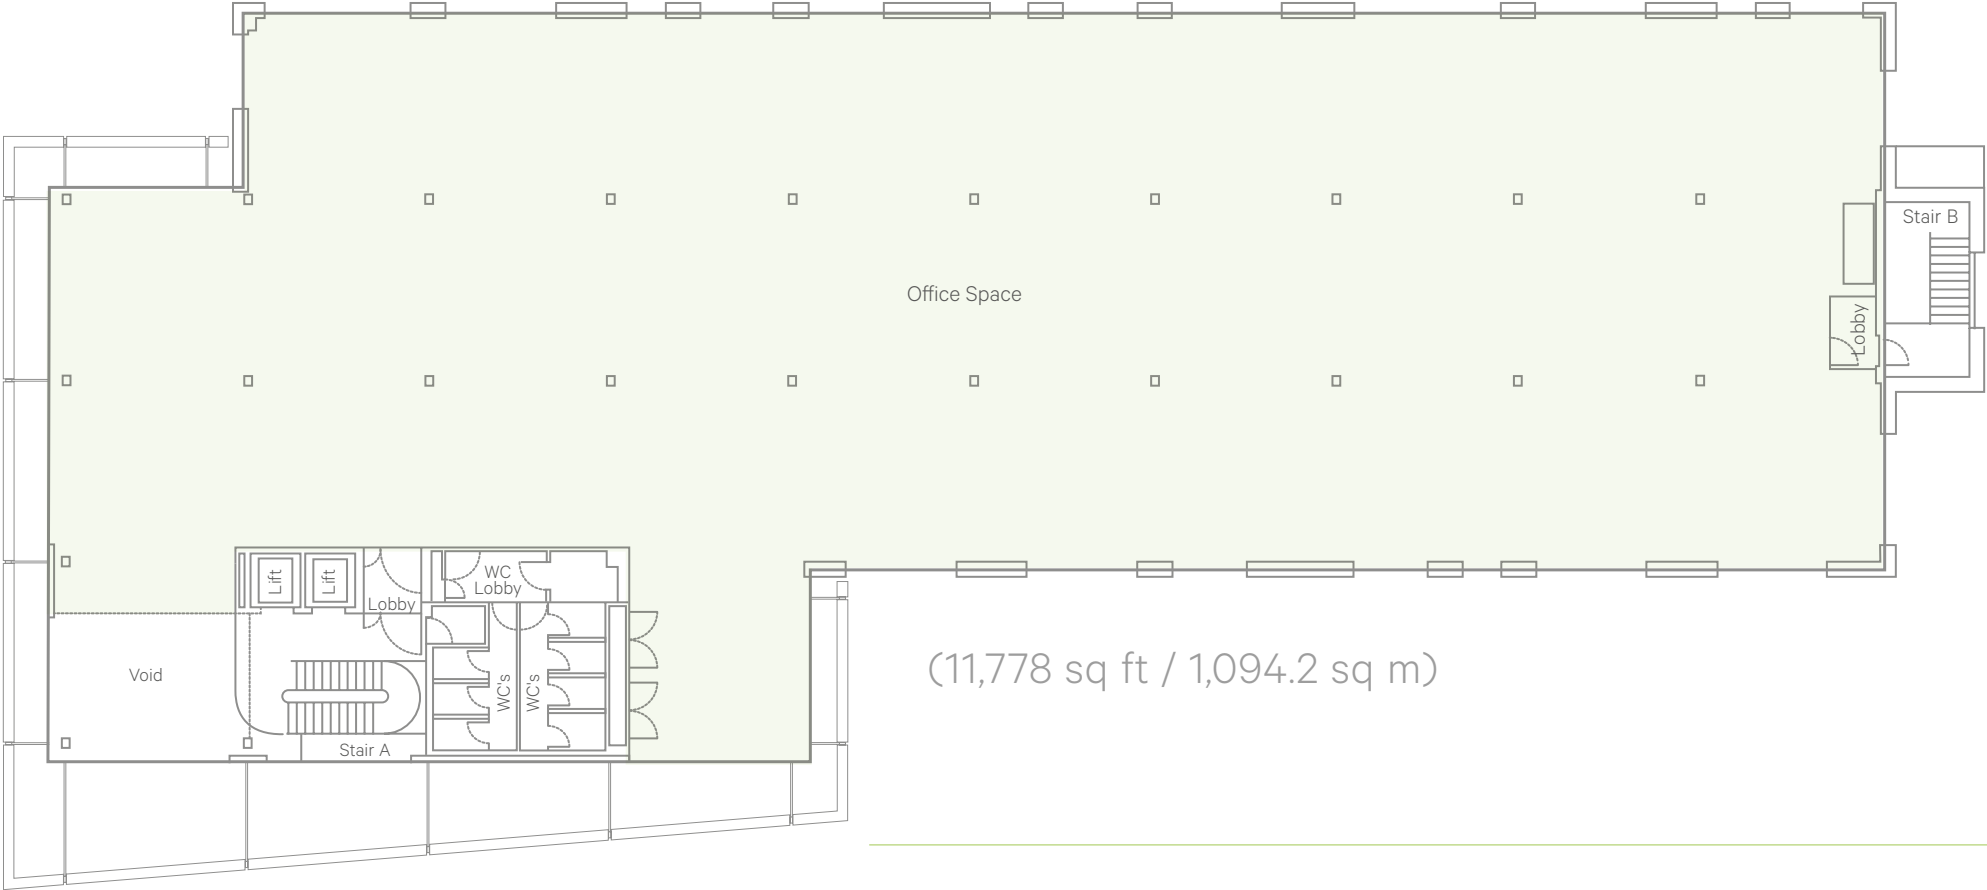 Stair B
Office Space
Lobby
Lift
Lift
Lobby
WC
Lobby
Void
WC's
WC's
Stair A
(11,778 sq ft / 1,094.2 sq m)